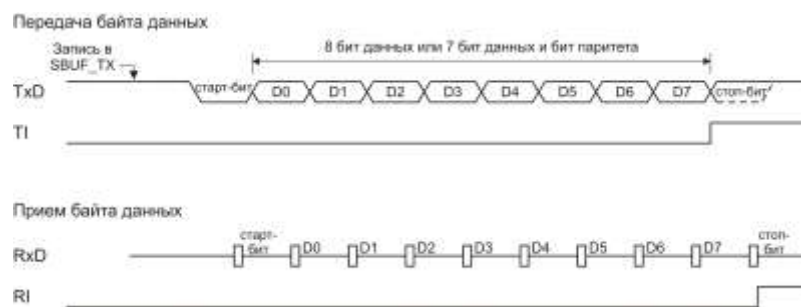 Передача байта данных
Запись в
SBUF_TX
8 бит данных или 7 бит данных и бит паритета
TxD
старт-бит D0 D1 D2 D3 D4 D5 D6 D7 стоп-бит
TI
Прием байта данных
RxD
старт-
бит D0 D1 D2 D3 D4 D5 D6 D7 стоп-
бит
RI